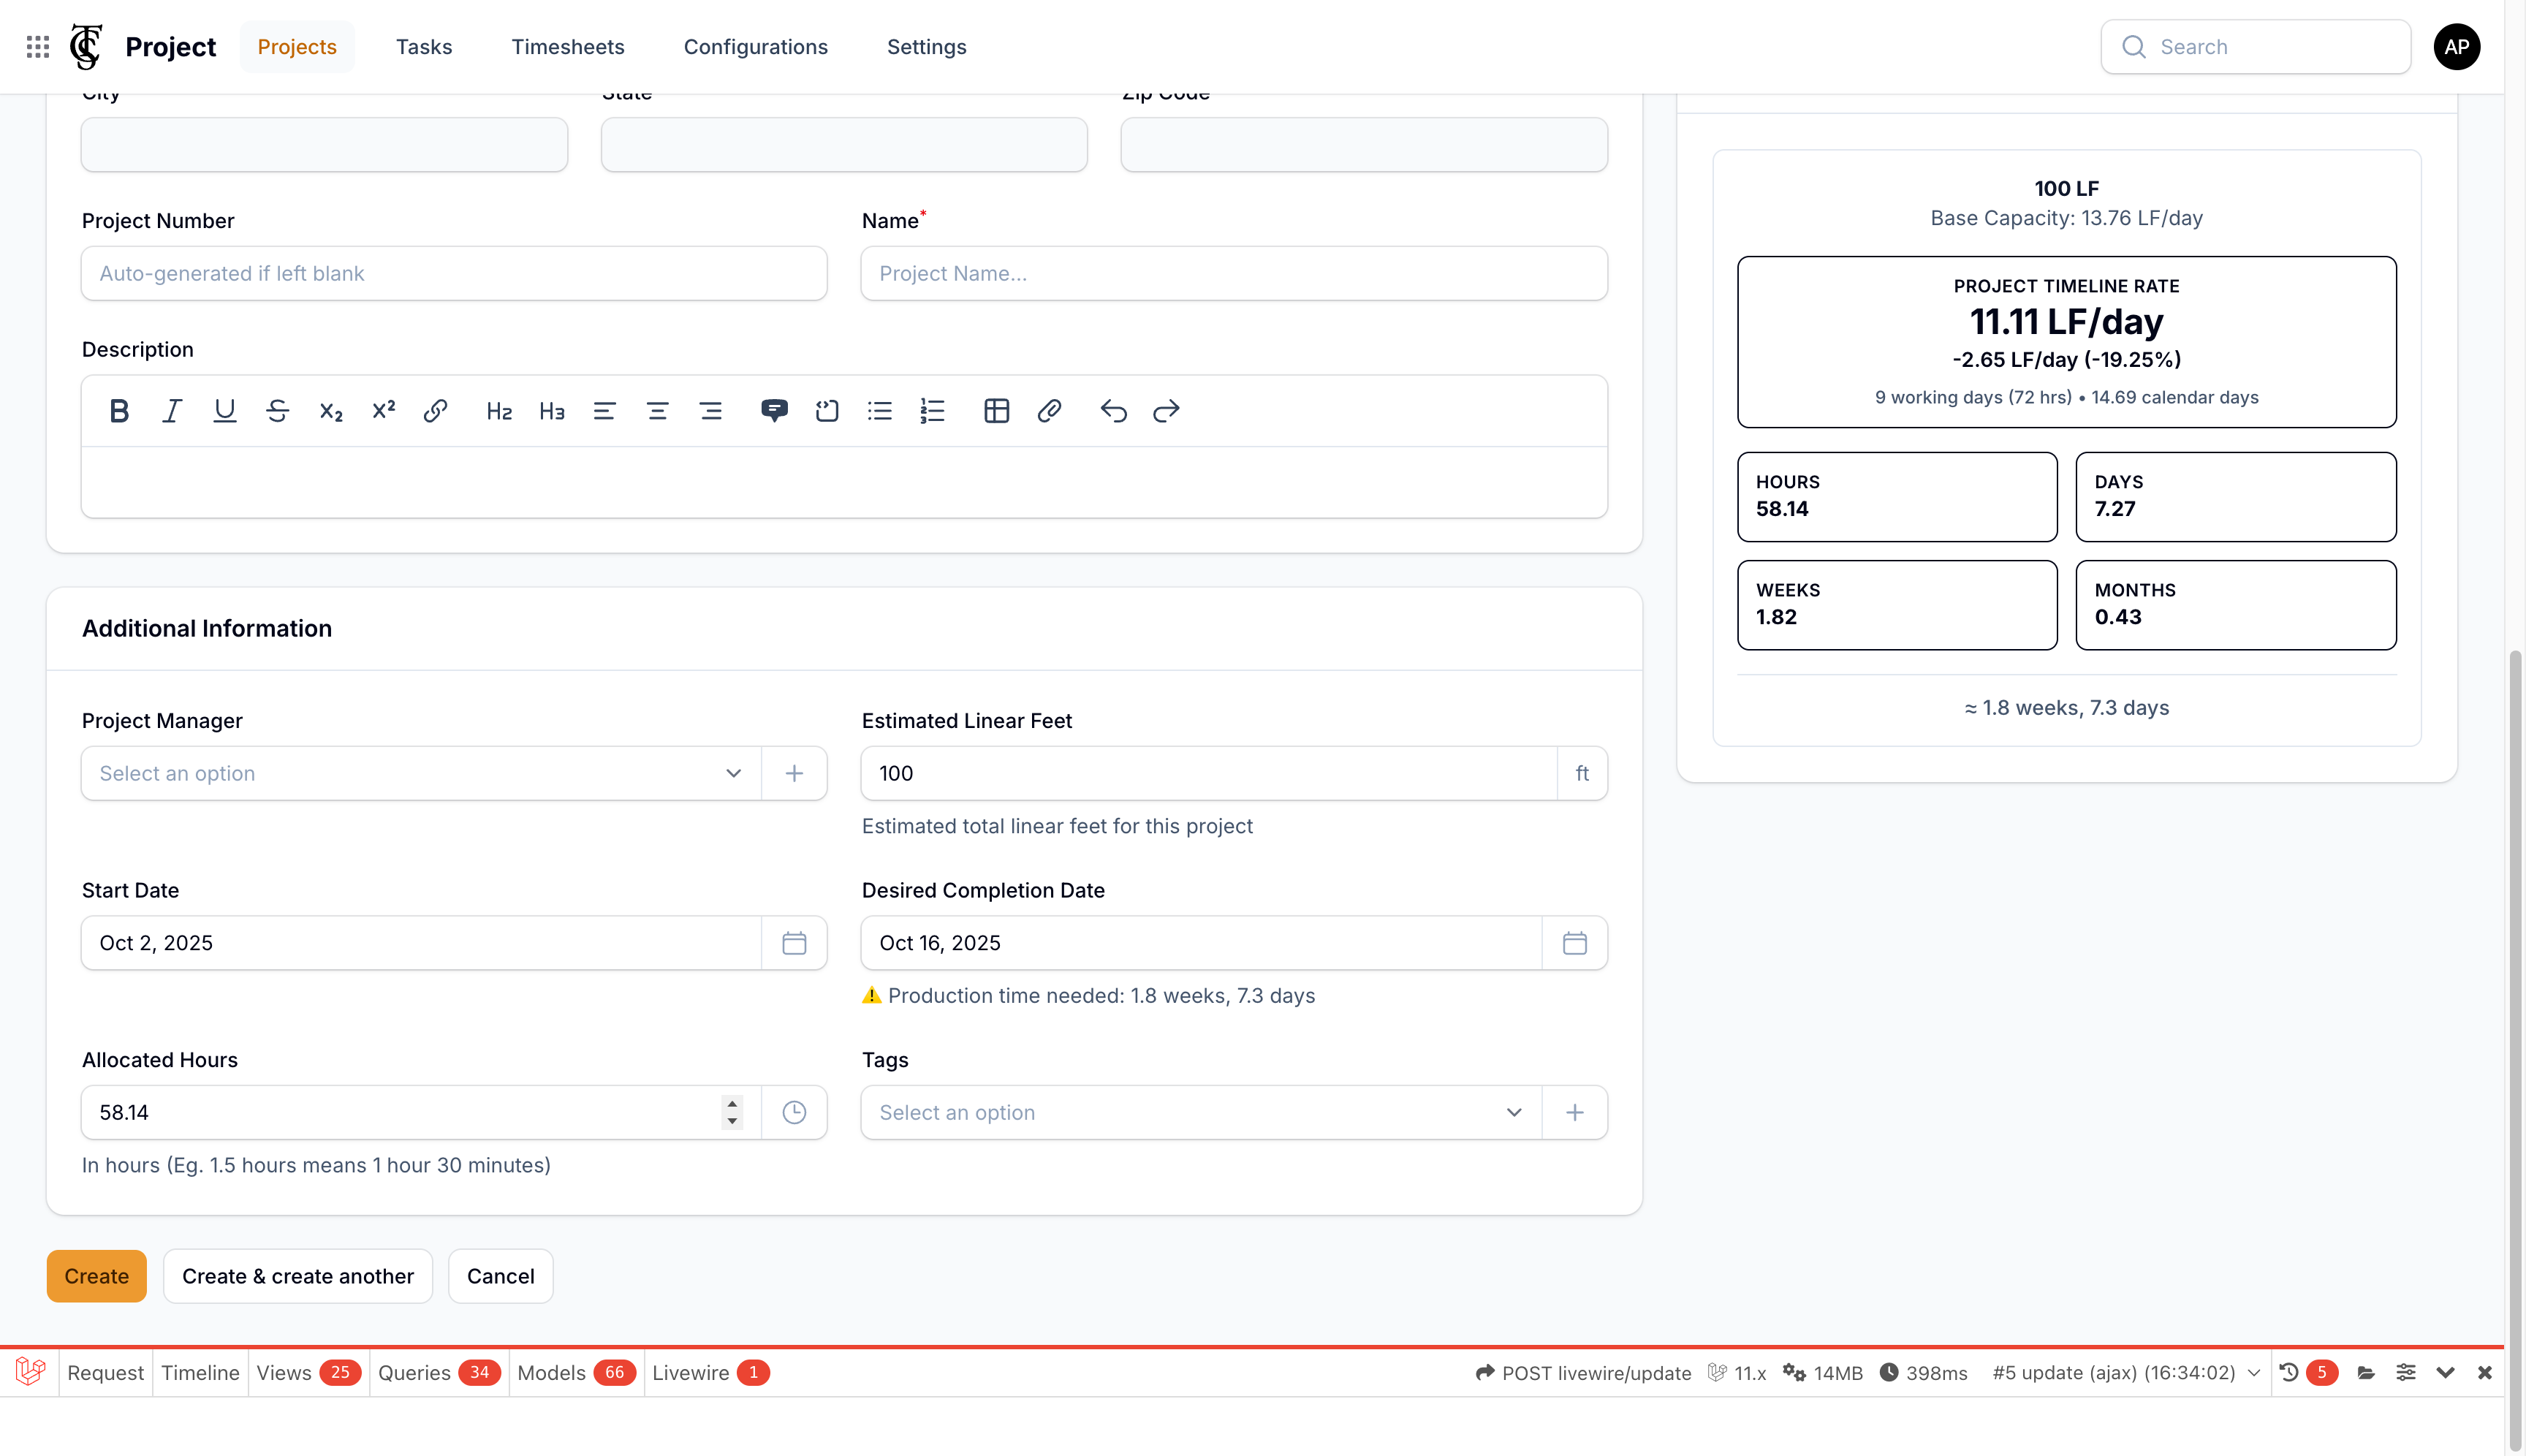 Project
Projects
Tasks
Timesheets
Configurations
Settings
Search
AP
City
State
Zip Code
Project Number
Name*
Auto-generated if left blank
Project Name...
Description
B I U S x₂ x² H2 H3
Additional Information
Project Manager
Estimated Linear Feet
Select an option
100
ft
Estimated total linear feet for this project
Start Date
Desired Completion Date
Oct 2, 2025
Oct 16, 2025
⚠ Production time needed: 1.8 weeks, 7.3 days
Allocated Hours
Tags
58.14
Select an option
In hours (Eg. 1.5 hours means 1 hour 30 minutes)
Create
Create & create another
Cancel
100 LF
Base Capacity: 13.76 LF/day
PROJECT TIMELINE RATE
11.11 LF/day
-2.65 LF/day (-19.25%)
9 working days (72 hrs) • 14.69 calendar days
HOURS
58.14
DAYS
7.27
WEEKS
1.82
MONTHS
0.43
≈ 1.8 weeks, 7.3 days
Request
Timeline
Views 25
Queries 34
Models 66
Livewire 1
POST livewire/update
11.x
14MB
398ms
#5 update (ajax) (16:34:02)
5